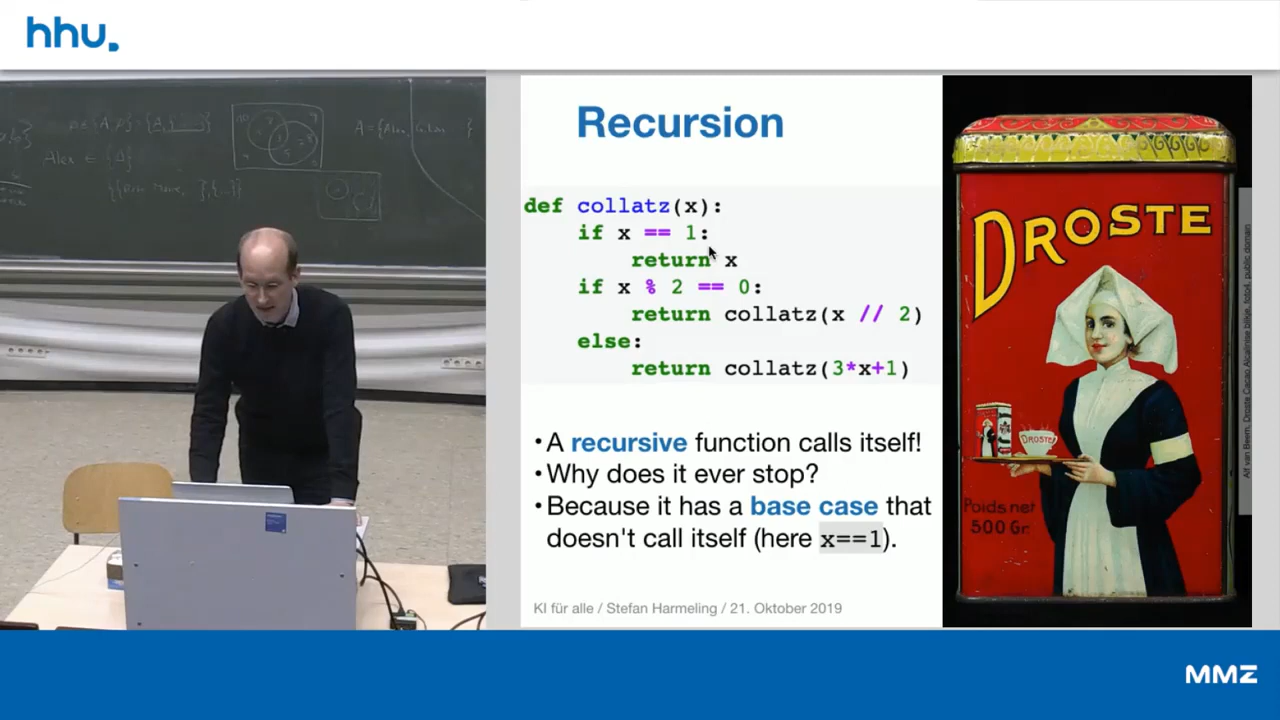 hhu.
Alex ∈ {
A = {Alex,
Recursion
def collatz(x):
if x == 1:
return x
if x % 2 == 0:
return collatz(x // 2)
else:
return collatz(3*x+1)
• A recursive function calls itself!
• Why does it ever stop?
• Because it has a base case that
doesn't call itself (here x==1).
KI für alle / Stefan Harmeling / 21. Oktober 2019
DROSTE
DROSTE
Poids net
500 Gr.
MMZ